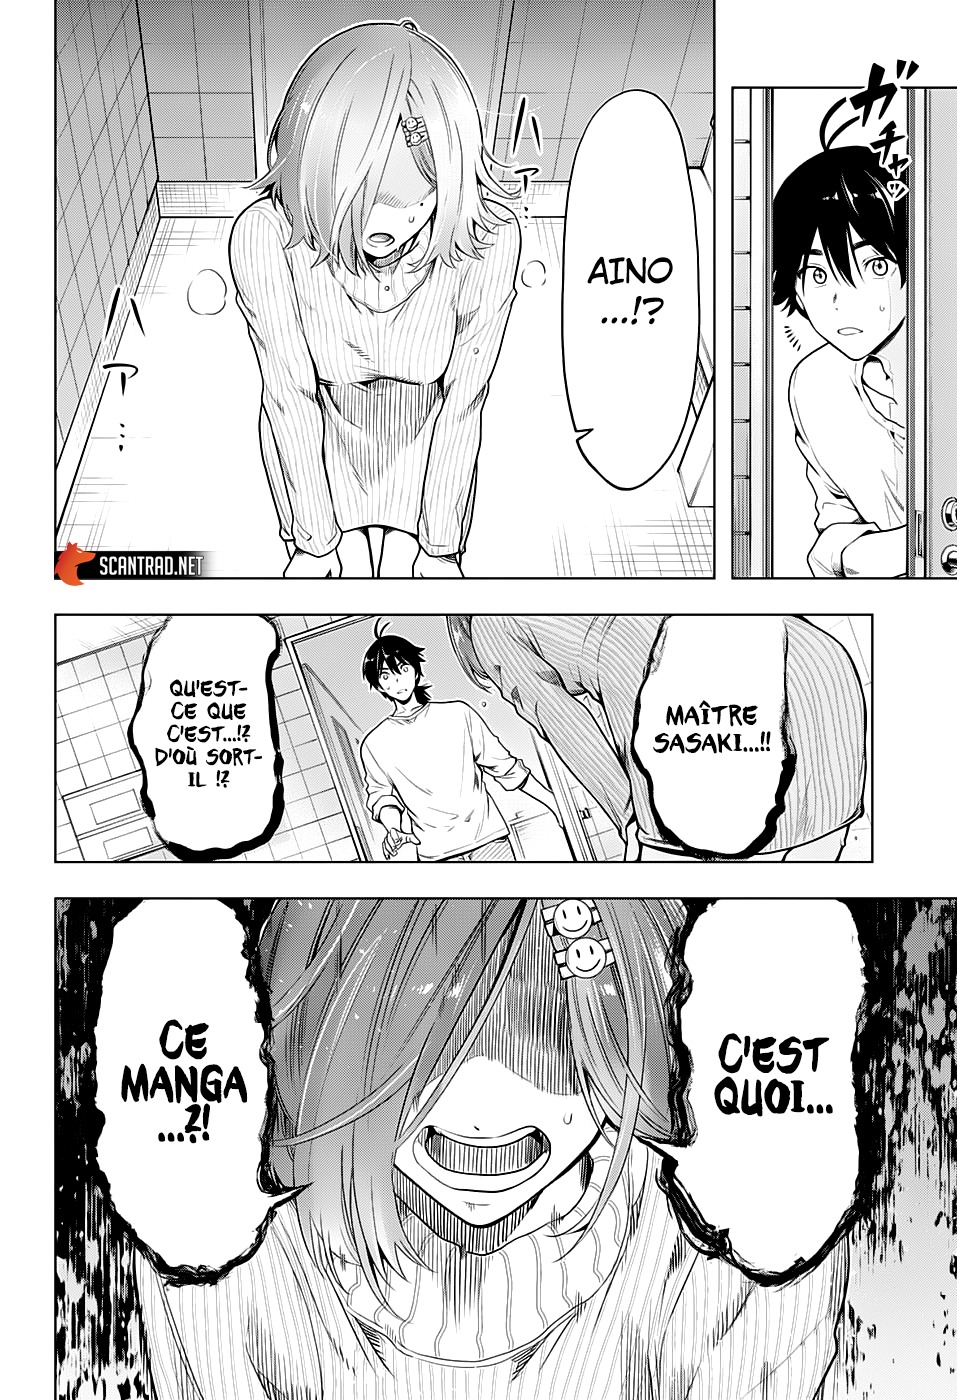 ガチャッ
AINO
...!?
ハァ...
ハァ...
SCANTRAD.NET
MAÎTRE
SASAKI...!!
QU'EST-
CE QUE
C'EST...!?
D'OÙ SORT-
IL !?
C'EST
QUOI...
CE
MANGA
...?!